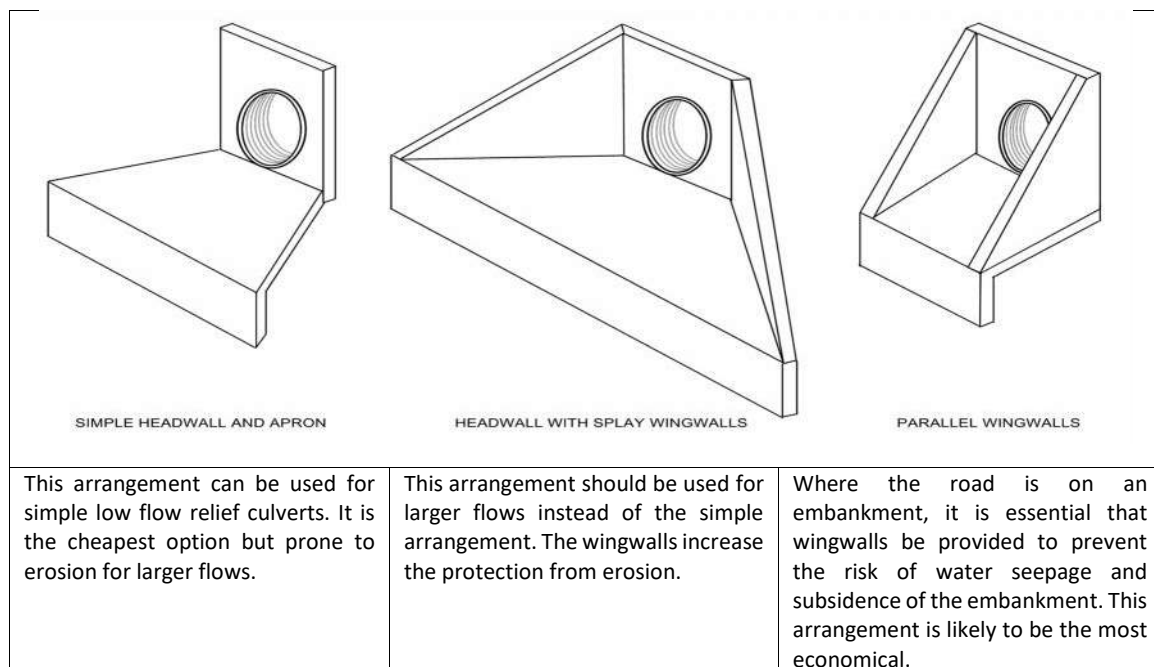 SIMPLE HEADWALL AND APRON
HEADWALL WITH SPLAY WINGWALLS
PARALLEL WINGWALLS
This arrangement can be used for
simple low flow relief culverts. It is
the cheapest option but prone to
erosion for larger flows.
This arrangement should be used for
larger flows instead of the simple
arrangement. The wingwalls increase
the protection from erosion.
Where the road is on an
embankment, it is essential that
wingwalls be provided to prevent
the risk of water seepage and
subsidence of the embankment. This
arrangement is likely to be the most
economical.